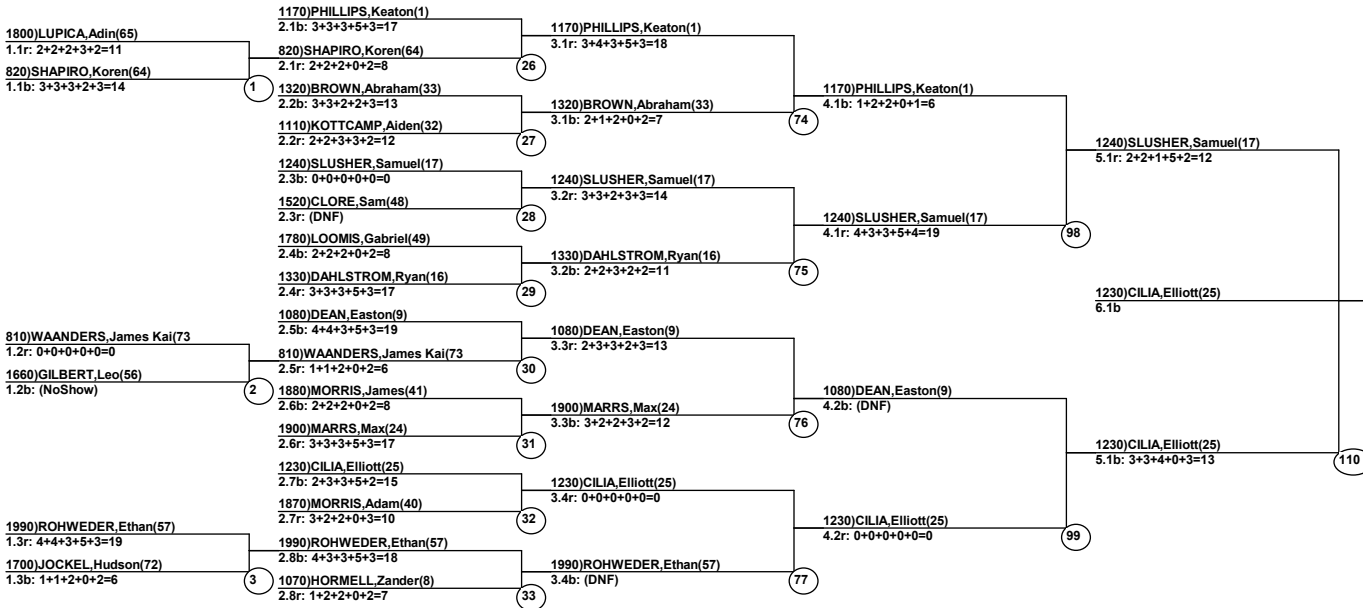 1800)LUPICA,Adin(65)
1.1r: 2+2+2+3+2=11
820)SHAPIRO,Koren(64)
1.1b: 3+3+3+2+3=14
1
810)WAANDERS,James Kai(73
1.2r: 0+0+0+0+0=0
1660)GILBERT,Leo(56)
1.2b: (NoShow)
2
1990)ROHWEDER,Ethan(57)
1.3r: 4+4+3+5+3=19
1700)JOCKEL,Hudson(72)
1.3b: 1+1+2+0+2=6
3
1170)PHILLIPS,Keaton(1)
2.1b: 3+3+3+5+3=17
820)SHAPIRO,Koren(64)
2.1r: 2+2+2+0+2=8
26
1320)BROWN,Abraham(33)
2.2b: 3+3+2+2+3=13
1110)KOTTCAMP,Aiden(32)
2.2r: 2+2+3+3+2=12
27
1240)SLUSHER,Samuel(17)
2.3b: 0+0+0+0+0=0
1520)CLORE,Sam(48)
2.3r: (DNF)
28
1780)LOOMIS,Gabriel(49)
2.4b: 2+2+2+0+2=8
1330)DAHLSTROM,Ryan(16)
2.4r: 3+3+3+5+3=17
29
1080)DEAN,Easton(9)
2.5b: 4+4+3+5+3=19
810)WAANDERS,James Kai(73
2.5r: 1+1+2+0+2=6
30
1880)MORRIS,James(41)
2.6b: 2+2+2+0+2=8
1900)MARRS,Max(24)
2.6r: 3+3+3+5+3=17
31
1230)CILIA,Elliott(25)
2.7b: 2+3+3+5+2=15
1870)MORRIS,Adam(40)
2.7r: 3+2+2+0+3=10
32
1990)ROHWEDER,Ethan(57)
2.8b: 4+3+3+5+3=18
1070)HORMELL,Zander(8)
2.8r: 1+2+2+0+2=7
33
1170)PHILLIPS,Keaton(1)
3.1r: 3+4+3+5+3=18
1320)BROWN,Abraham(33)
3.1b: 2+1+2+0+2=7
74
1240)SLUSHER,Samuel(17)
3.2r: 3+3+2+3+3=14
1330)DAHLSTROM,Ryan(16)
3.2b: 2+2+3+2+2=11
75
1080)DEAN,Easton(9)
3.3r: 2+3+3+2+3=13
1900)MARRS,Max(24)
3.3b: 3+2+2+3+2=12
76
1230)CILIA,Elliott(25)
3.4r: 0+0+0+0+0=0
1990)ROHWEDER,Ethan(57)
3.4b: (DNF)
77
1170)PHILLIPS,Keaton(1)
4.1b: 1+2+2+0+1=6
1240)SLUSHER,Samuel(17)
4.1r: 4+3+3+5+4=19
98
1080)DEAN,Easton(9)
4.2b: (DNF)
1230)CILIA,Elliott(25)
4.2r: 0+0+0+0+0=0
99
1240)SLUSHER,Samuel(17)
5.1r: 2+2+1+5+2=12
1230)CILIA,Elliott(25)
5.1b: 3+3+4+0+3=13
110
1230)CILIA,Elliott(25)
6.1b